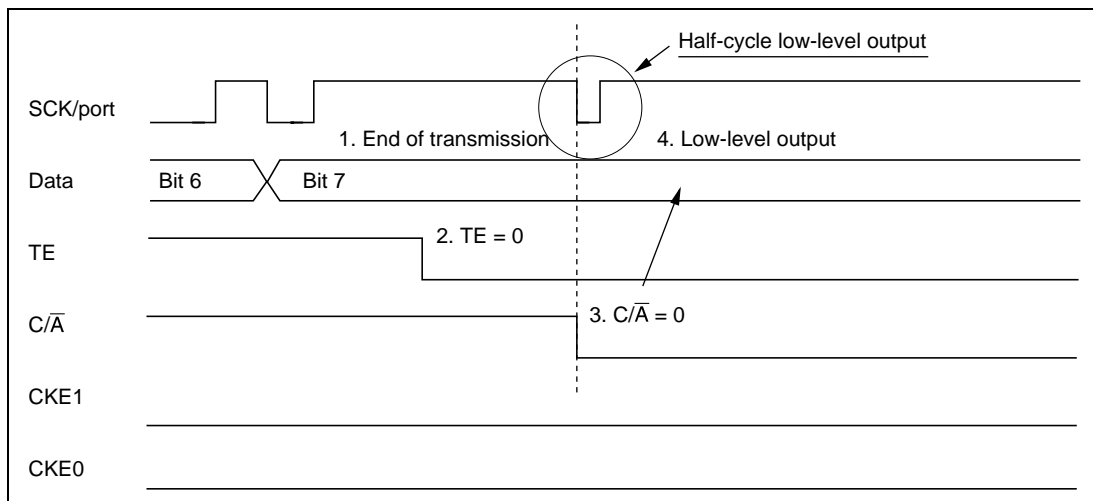 Half-cycle low-level output
SCK/port
1. End of transmission
4. Low-level output
Data
Bit 6
Bit 7
TE
2. TE = 0
C/A̅
3. C/A̅ = 0
CKE1
CKE0